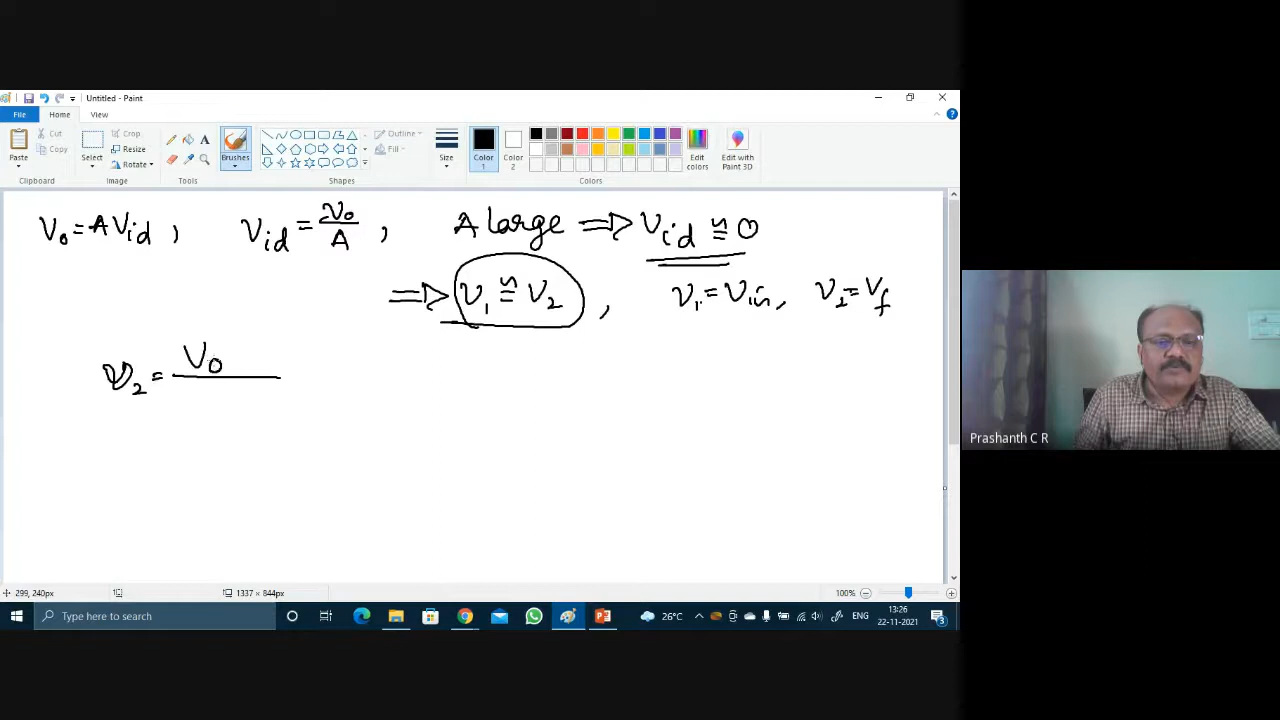 Untitled - Paint
File Home View
Cut
Copy
Paste
Clipboard
Select
Crop
Resize
Rotate
Image
Tools
Brushes
Outline
Fill
Shapes
Size
Color 1
Color 2
Edit colors
Colors
Edit with Paint 3D
V₀ = A Vid , Vid = V₀/A , A large ⇒ Vid ≅ 0
⇒ V₁ ≅ V₂ , V₁ = Vin , V₂ = Vf
V₂ = V₀
Prashanth C R
299, 240px 1337 × 844px 100%
Type here to search 26°C ENG 13:26
22-11-2021 3